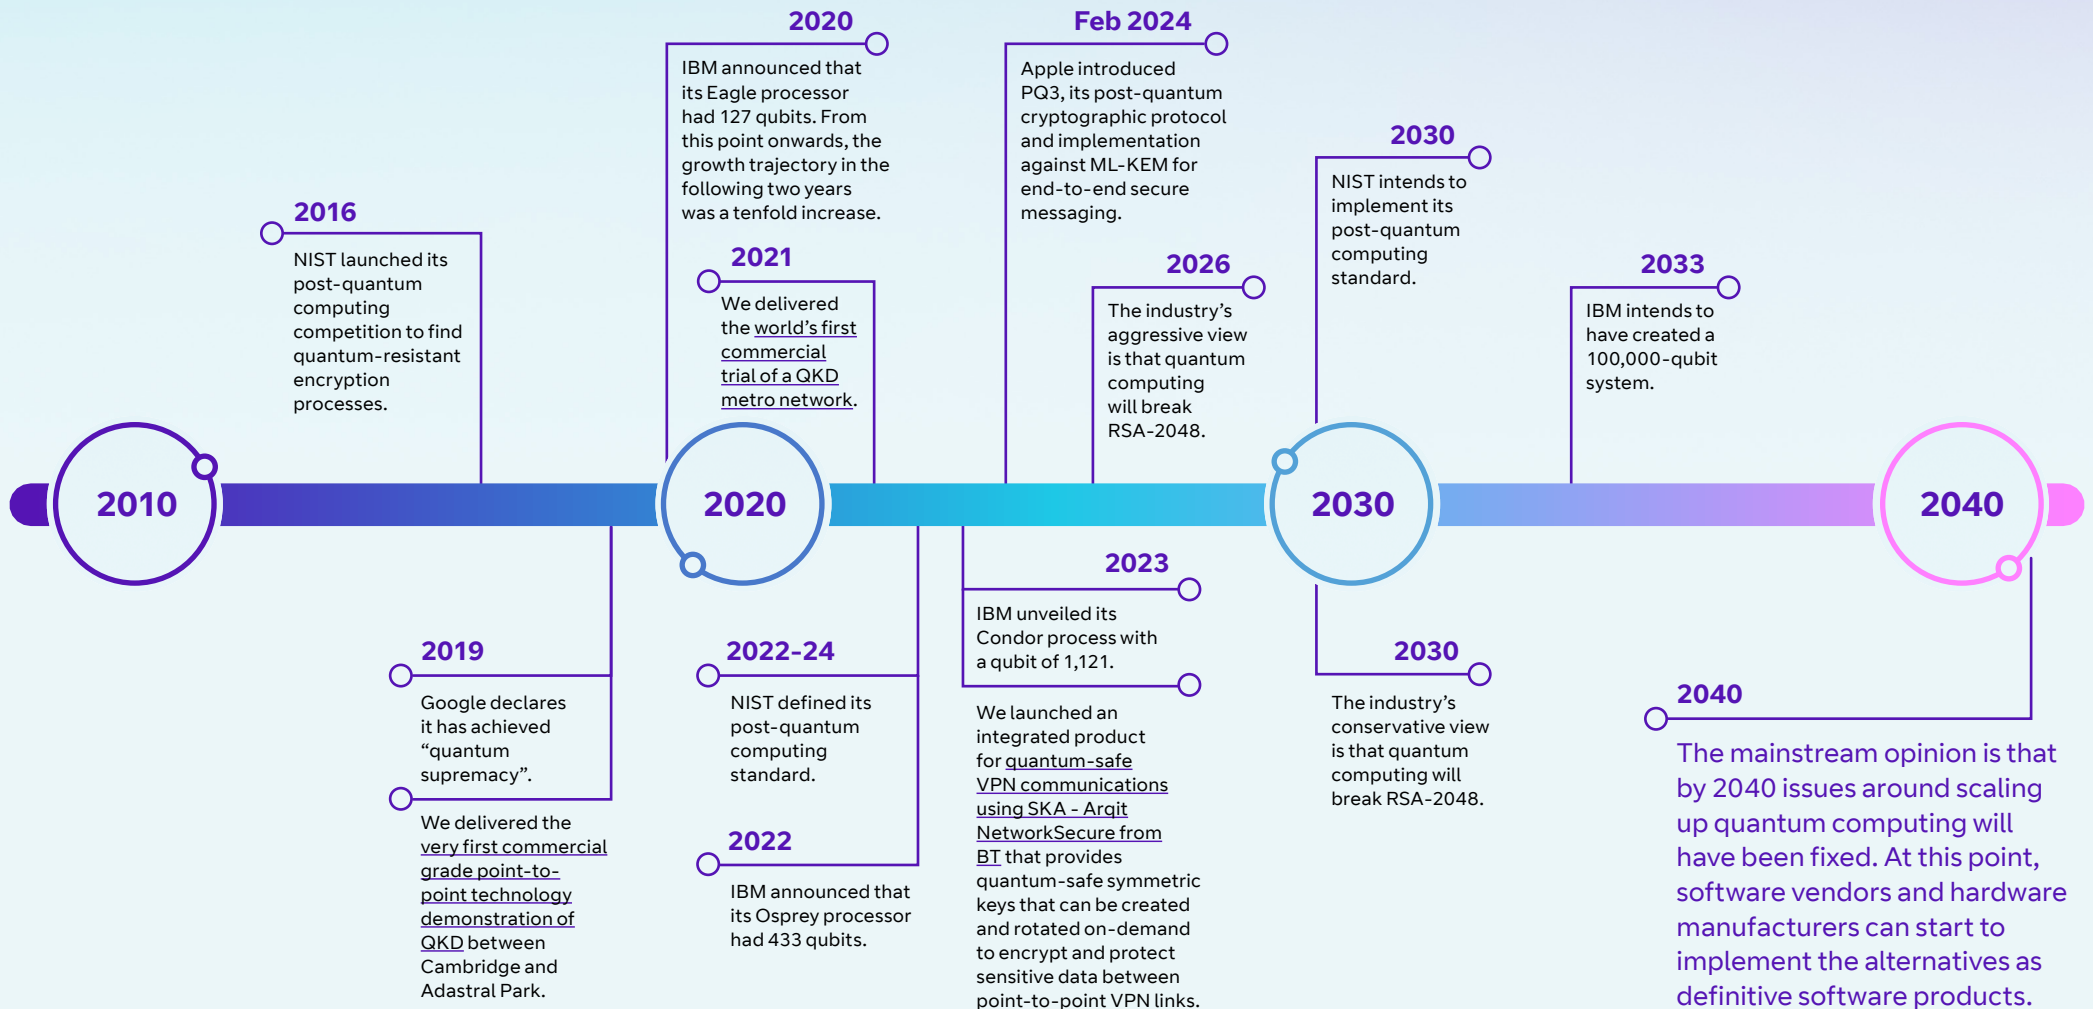 2016
NIST launched its
post-quantum
computing
competition to find
quantum-resistant
encryption
processes.
2020
IBM announced that
its Eagle processor
had 127 qubits. From
this point onwards, the
growth trajectory in the
following two years
was a tenfold increase.
2021
We delivered
the world's first
commercial
trial of a QKD
metro network.
Feb 2024
Apple introduced
PQ3, its post-quantum
cryptographic protocol
and implementation
against ML-KEM for
end-to-end secure
messaging.
2026
The industry's
aggressive view
is that quantum
computing
will break
RSA-2048.
2030
NIST intends to
implement its
post-quantum
computing
standard.
2033
IBM intends to
have created a
100,000-qubit
system.
2010
2020
2030
2040
2019
Google declares
it has achieved
“quantum
supremacy”.
We delivered the
very first commercial
grade point-to-
point technology
demonstration of
QKD between
Cambridge and
Adastral Park.
2022-24
NIST defined its
post-quantum
computing
standard.
2022
IBM announced that
its Osprey processor
had 433 qubits.
2023
IBM unveiled its
Condor process with
a qubit of 1,121.
We launched an
integrated product
for quantum-safe
VPN communications
using SKA - Arqit
NetworkSecure from
BT that provides
quantum-safe symmetric
keys that can be created
and rotated on-demand
to encrypt and protect
sensitive data between
point-to-point VPN links.
2030
The industry's
conservative view
is that quantum
computing will
break RSA-2048.
2040
The mainstream opinion is that
by 2040 issues around scaling
up quantum computing will
have been fixed. At this point,
software vendors and hardware
manufacturers can start to
implement the alternatives as
definitive software products.